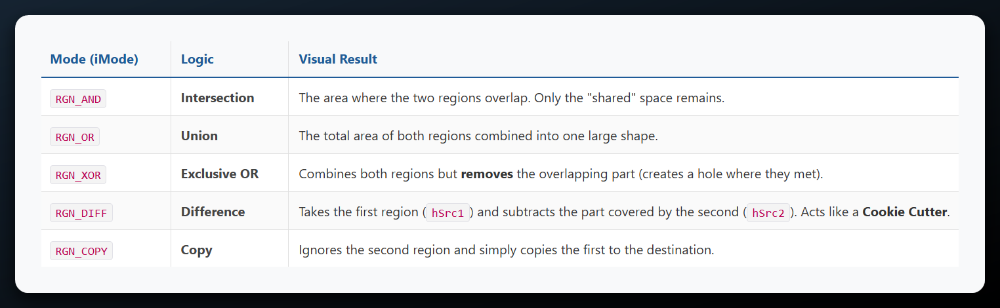 Mode (iMode) Logic Visual Result
RGN_AND Intersection The area where the two regions overlap. Only the "shared" space remains.
RGN_OR Union The total area of both regions combined into one large shape.
RGN_XOR Exclusive OR Combines both regions but removes the overlapping part (creates a hole where they met).
RGN_DIFF Difference Takes the first region (hSrc1) and subtracts the part covered by the second (hSrc2). Acts like a Cookie Cutter.
RGN_COPY Copy Ignores the second region and simply copies the first to the destination.